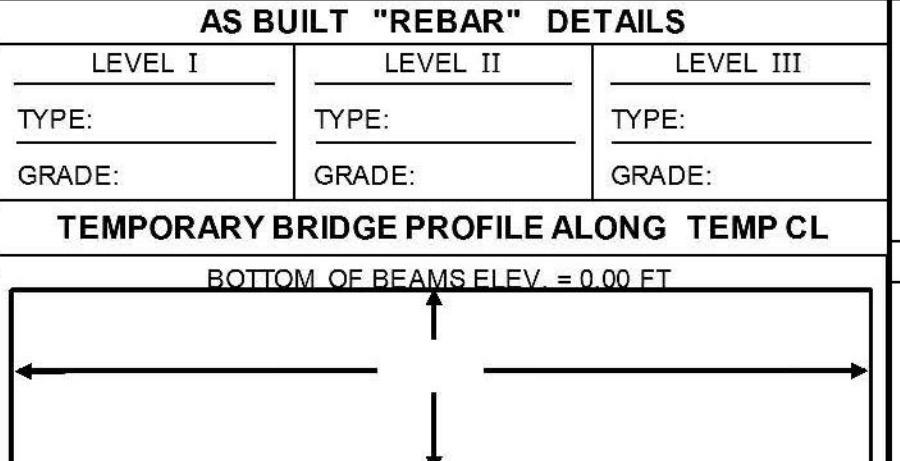 AS BUILT "REBAR" DETAILS
LEVEL I LEVEL II LEVEL III
TYPE: TYPE: TYPE:
GRADE: GRADE: GRADE:
TEMPORARY BRIDGE PROFILE ALONG TEMP CL
BOTTOM OF BEAMS ELEV. = 0.00 FT